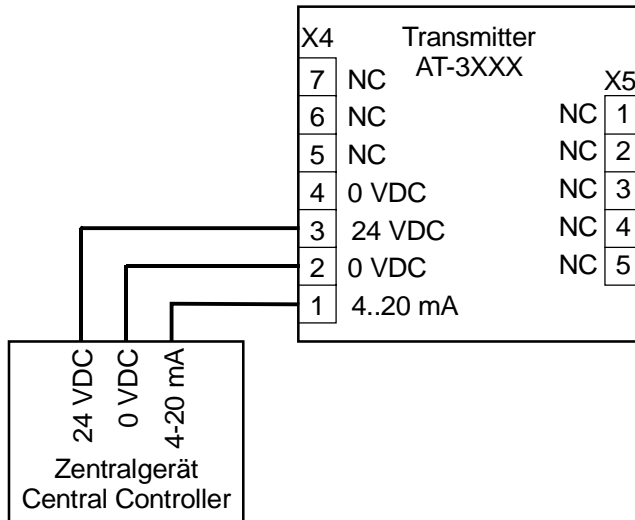 X4
Transmitter
AT-3XXX
X5
7 NC
6 NC
5 NC
4 0 VDC
3 24 VDC
2 0 VDC
1 4..20 mA
NC 1
NC 2
NC 3
NC 4
NC 5
24 VDC
0 VDC
4-20 mA
Zentralgerät
Central Controller